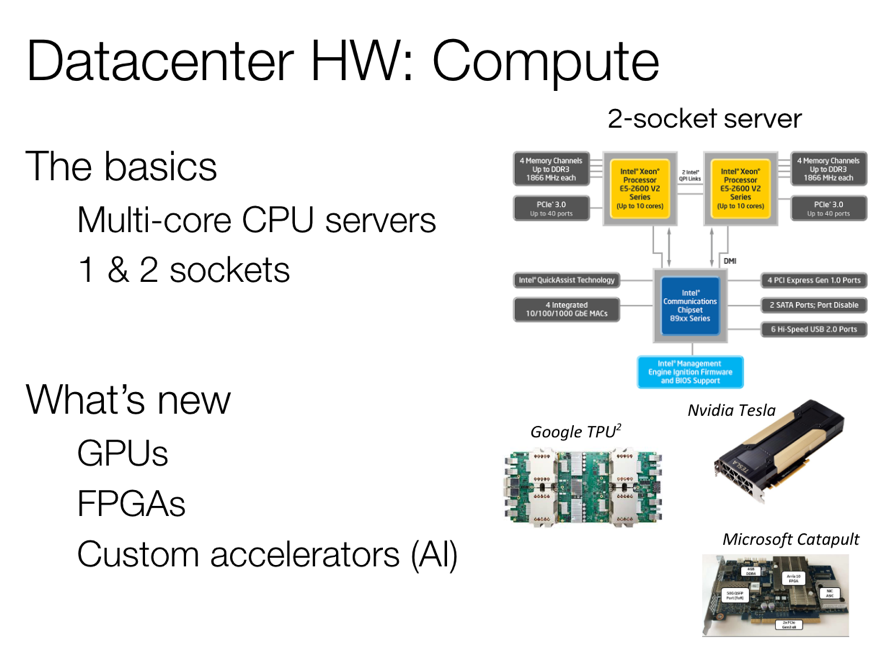 Datacenter HW: Compute
The basics
Multi-core CPU servers
1 & 2 sockets
What's new
GPUs
FPGAs
Custom accelerators (AI)
2-socket server
4 Memory Channels
Up to DDR3
1866 MHz each
Intel® Xeon®
Processor
E5-2600 V2
Series
(Up to 10 cores)
2 Intel®
QPI Links
Intel® Xeon®
Processor
E5-2600 V2
Series
(Up to 10 cores)
4 Memory Channels
Up to DDR3
1866 MHz each
PCIe® 3.0
Up to 40 ports
PCIe® 3.0
Up to 40 ports
DMI
Intel® QuickAssist Technology
4 Integrated
10/100/1000 GbE MACs
Intel®
Communications
Chipset
89xx Series
4 PCI Express Gen 1.0 Ports
2 SATA Ports; Port Disable
6 Hi-Speed USB 2.0 Ports
Intel® Management
Engine Ignition Firmware
and BIOS Support
Nvidia Tesla
Google TPU²
TESLA
Microsoft Catapult